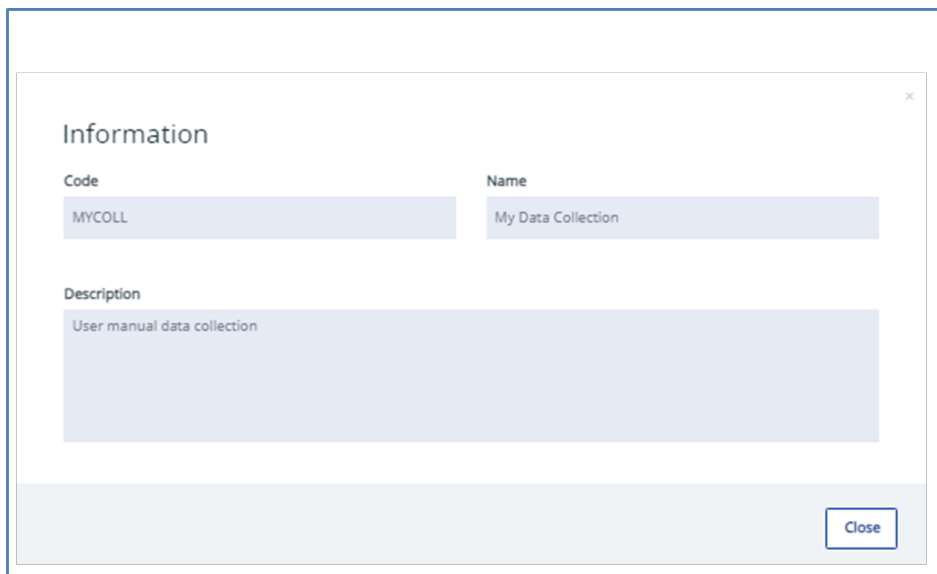 ×
Information
Code
Name
MYCOLL
My Data Collection
Description
User manual data collection
Close